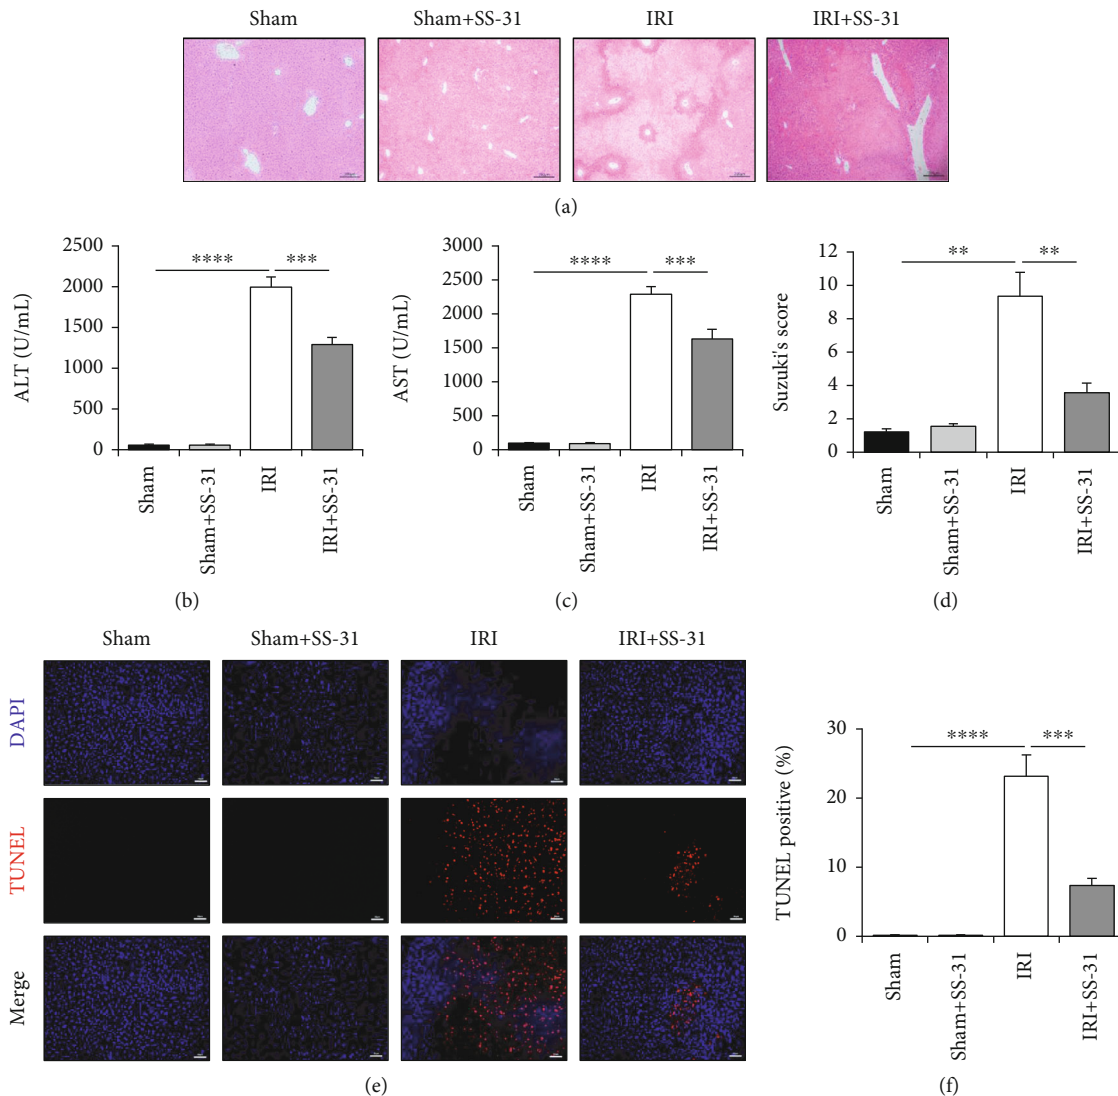 Sham Sham+SS-31 IRI IRI+SS-31
(a)
ALT (U/mL)
2500
2000
1500
1000
500
0
**** ***
Sham
Sham+SS-31
IRI
IRI+SS-31
(b)
AST (U/mL)
3000
2500
2000
1500
1000
500
0
**** ***
Sham
Sham+SS-31
IRI
IRI+SS-31
(c)
Suzuki's score
12
10
8
6
4
2
0
** **
Sham
Sham+SS-31
IRI
IRI+SS-31
(d)
Sham Sham+SS-31 IRI IRI+SS-31
DAPI
TUNEL
Merge
(e)
TUNEL positive (%)
30
20
10
0
**** ***
Sham
Sham+SS-31
IRI
IRI+SS-31
(f)